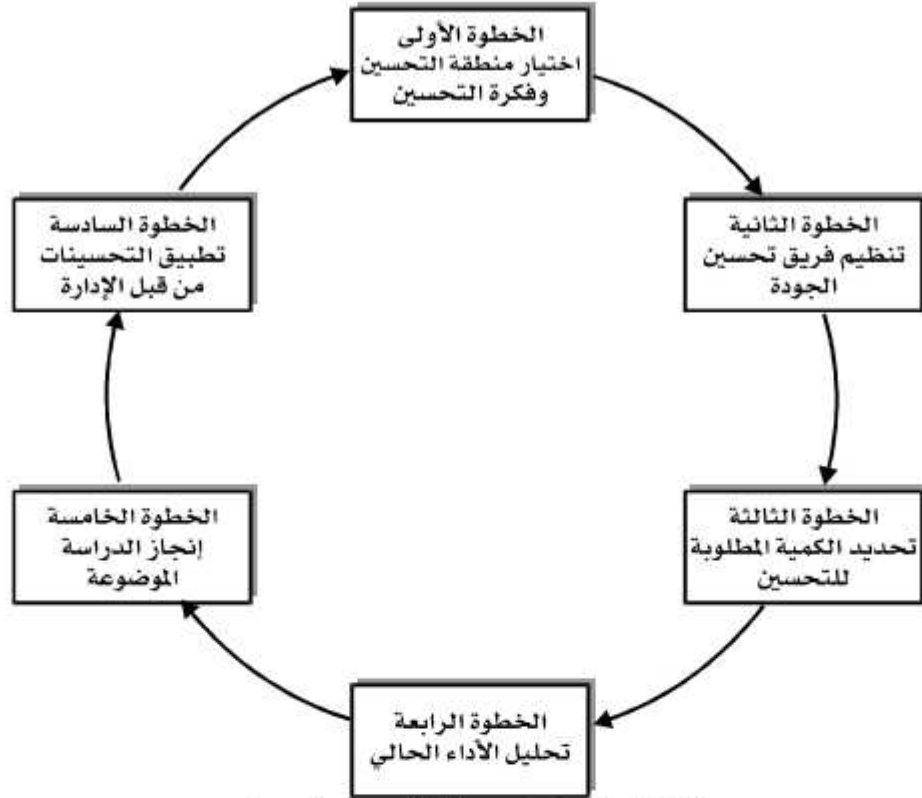 الخطوة الأولى
اختيار منطقة التحسين
وفكرة التحسين
الخطوة الثانية
تنظيم فريق تحسين
الجودة
الخطوة الثالثة
تحديد الكمية المطلوبة
للتحسين
الخطوة الرابعة
تحليل الأداء الحالي
الخطوة الخامسة
إنجاز الدراسة
الموضوعة
الخطوة السادسة
تطبيق التحسينات
من قبل الإدارة